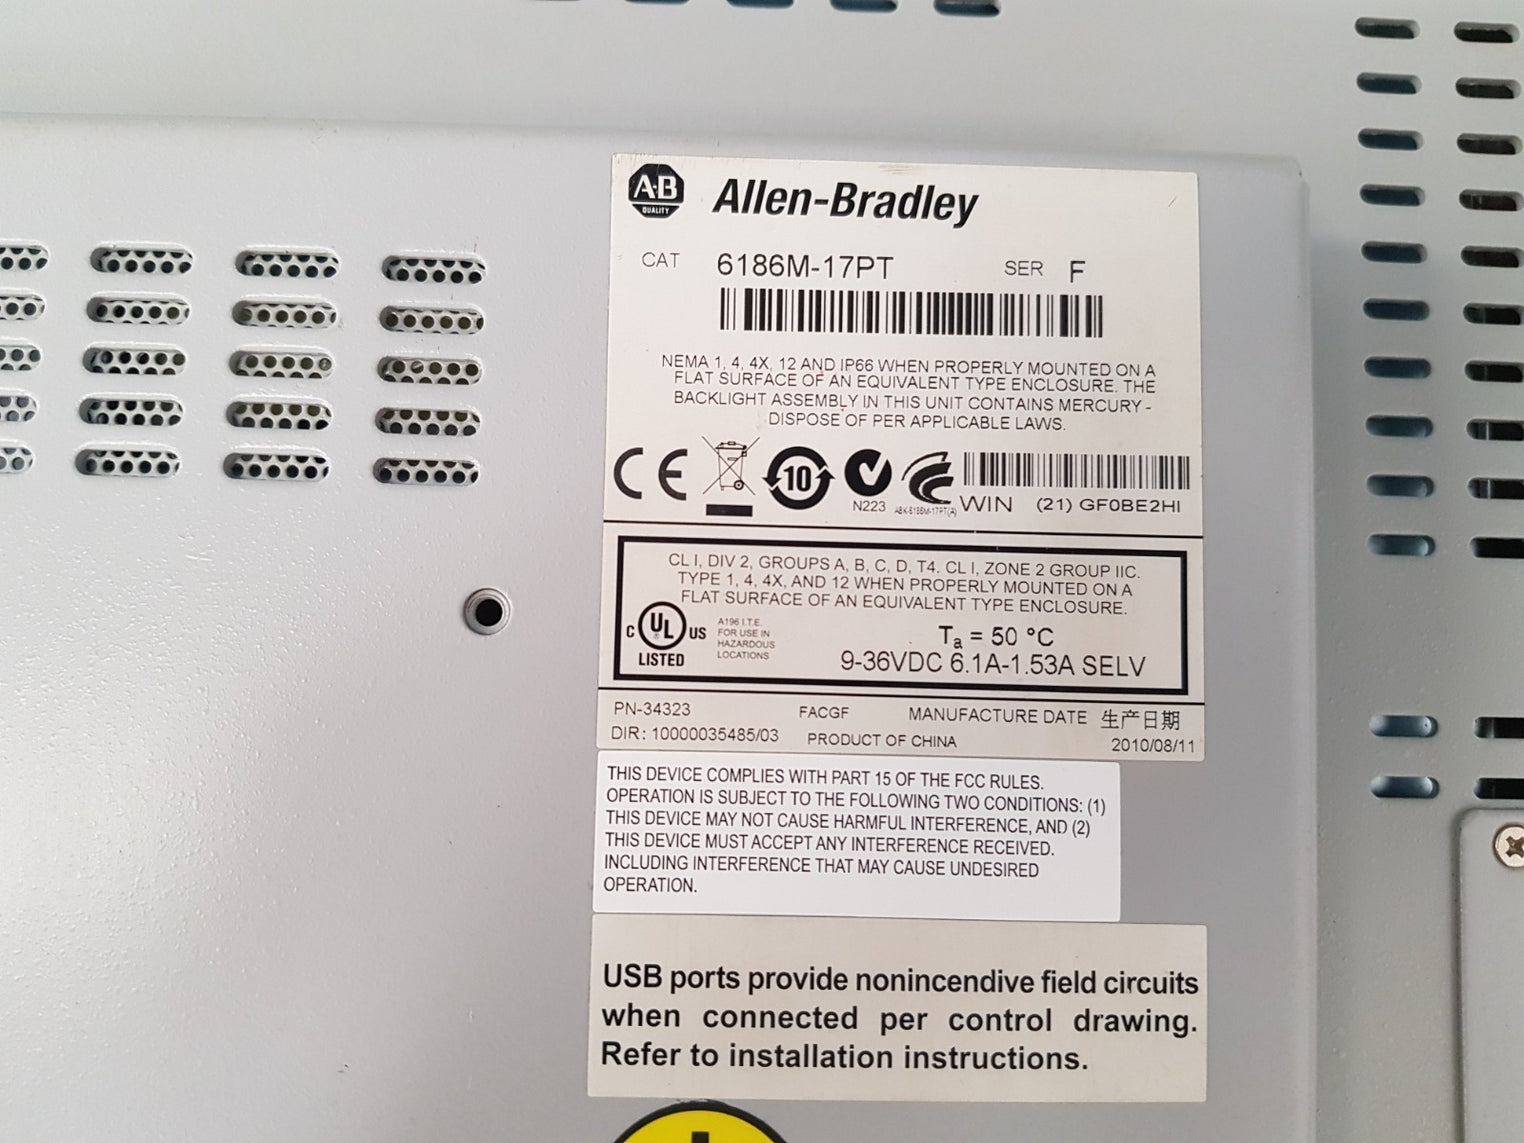 A·B
QUALITY
Allen-Bradley
CAT 6186M-17PT SER F
NEMA 1, 4, 4X, 12 AND IP66 WHEN PROPERLY MOUNTED ON A
FLAT SURFACE OF AN EQUIVALENT TYPE ENCLOSURE. THE
BACKLIGHT ASSEMBLY IN THIS UNIT CONTAINS MERCURY -
DISPOSE OF PER APPLICABLE LAWS.
CE
10
N223
ABK-6186M-17PT(A)
WIN (21) GF0BE2HI
CL I, DIV 2, GROUPS A, B, C, D, T4. CL I, ZONE 2 GROUP IIC.
TYPE 1, 4, 4X, AND 12 WHEN PROPERLY MOUNTED ON A
FLAT SURFACE OF AN EQUIVALENT TYPE ENCLOSURE.
C UL US
LISTED
A196 I.T.E.
FOR USE IN
HAZARDOUS
LOCATIONS
Ta = 50 °C
9-36VDC 6.1A-1.53A SELV
PN-34323 FACGF MANUFACTURE DATE 生产日期
DIR: 10000035485/03 PRODUCT OF CHINA 2010/08/11
THIS DEVICE COMPLIES WITH PART 15 OF THE FCC RULES.
OPERATION IS SUBJECT TO THE FOLLOWING TWO CONDITIONS: (1)
THIS DEVICE MAY NOT CAUSE HARMFUL INTERFERENCE, AND (2)
THIS DEVICE MUST ACCEPT ANY INTERFERENCE RECEIVED.
INCLUDING INTERFERENCE THAT MAY CAUSE UNDESIRED
OPERATION.
USB ports provide nonincendive field circuits
when connected per control drawing.
Refer to installation instructions.